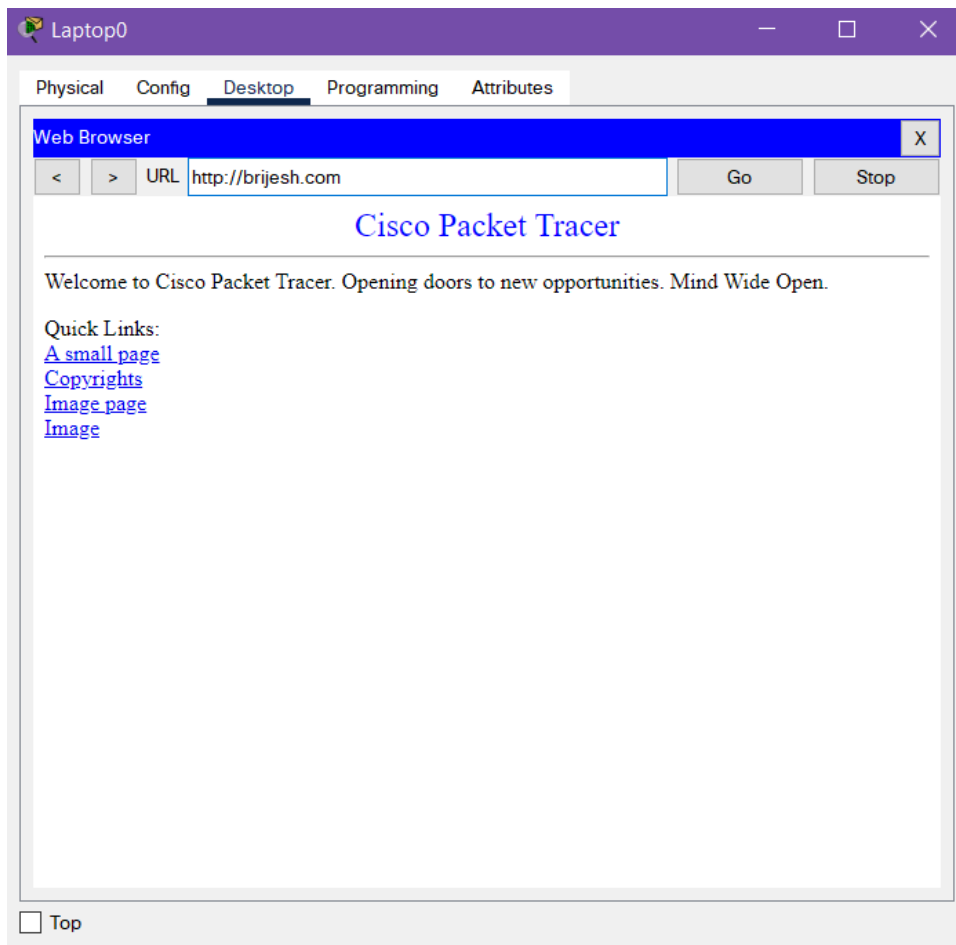 Laptop0
Physical Config Desktop Programming Attributes
Web Browser X
< > URL http://brijesh.com Go Stop
Cisco Packet Tracer
Welcome to Cisco Packet Tracer. Opening doors to new opportunities. Mind Wide Open.
Quick Links:
A small page
Copyrights
Image page
Image
Top